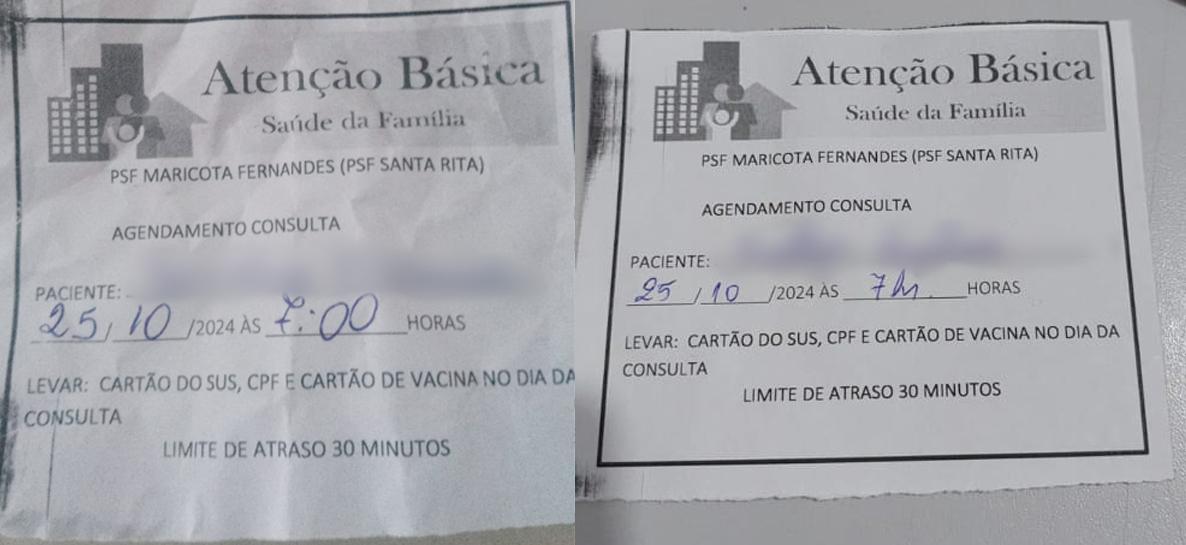 Atenção Básica
Saúde da Família
PSF MARICOTA FERNANDES (PSF SANTA RITA)
AGENDAMENTO CONSULTA
PACIENTE:
25/10/2024 ÀS 7:00 HORAS
LEVAR: CARTÃO DO SUS, CPF E CARTÃO DE VACINA NO DIA DA
CONSULTA
LIMITE DE ATRASO 30 MINUTOS
Atenção Básica
Saúde da Família
PSF MARICOTA FERNANDES (PSF SANTA RITA)
AGENDAMENTO CONSULTA
PACIENTE:
25/10/2024 ÀS 7h HORAS
LEVAR: CARTÃO DO SUS, CPF E CARTÃO DE VACINA NO DIA DA
CONSULTA
LIMITE DE ATRASO 30 MINUTOS